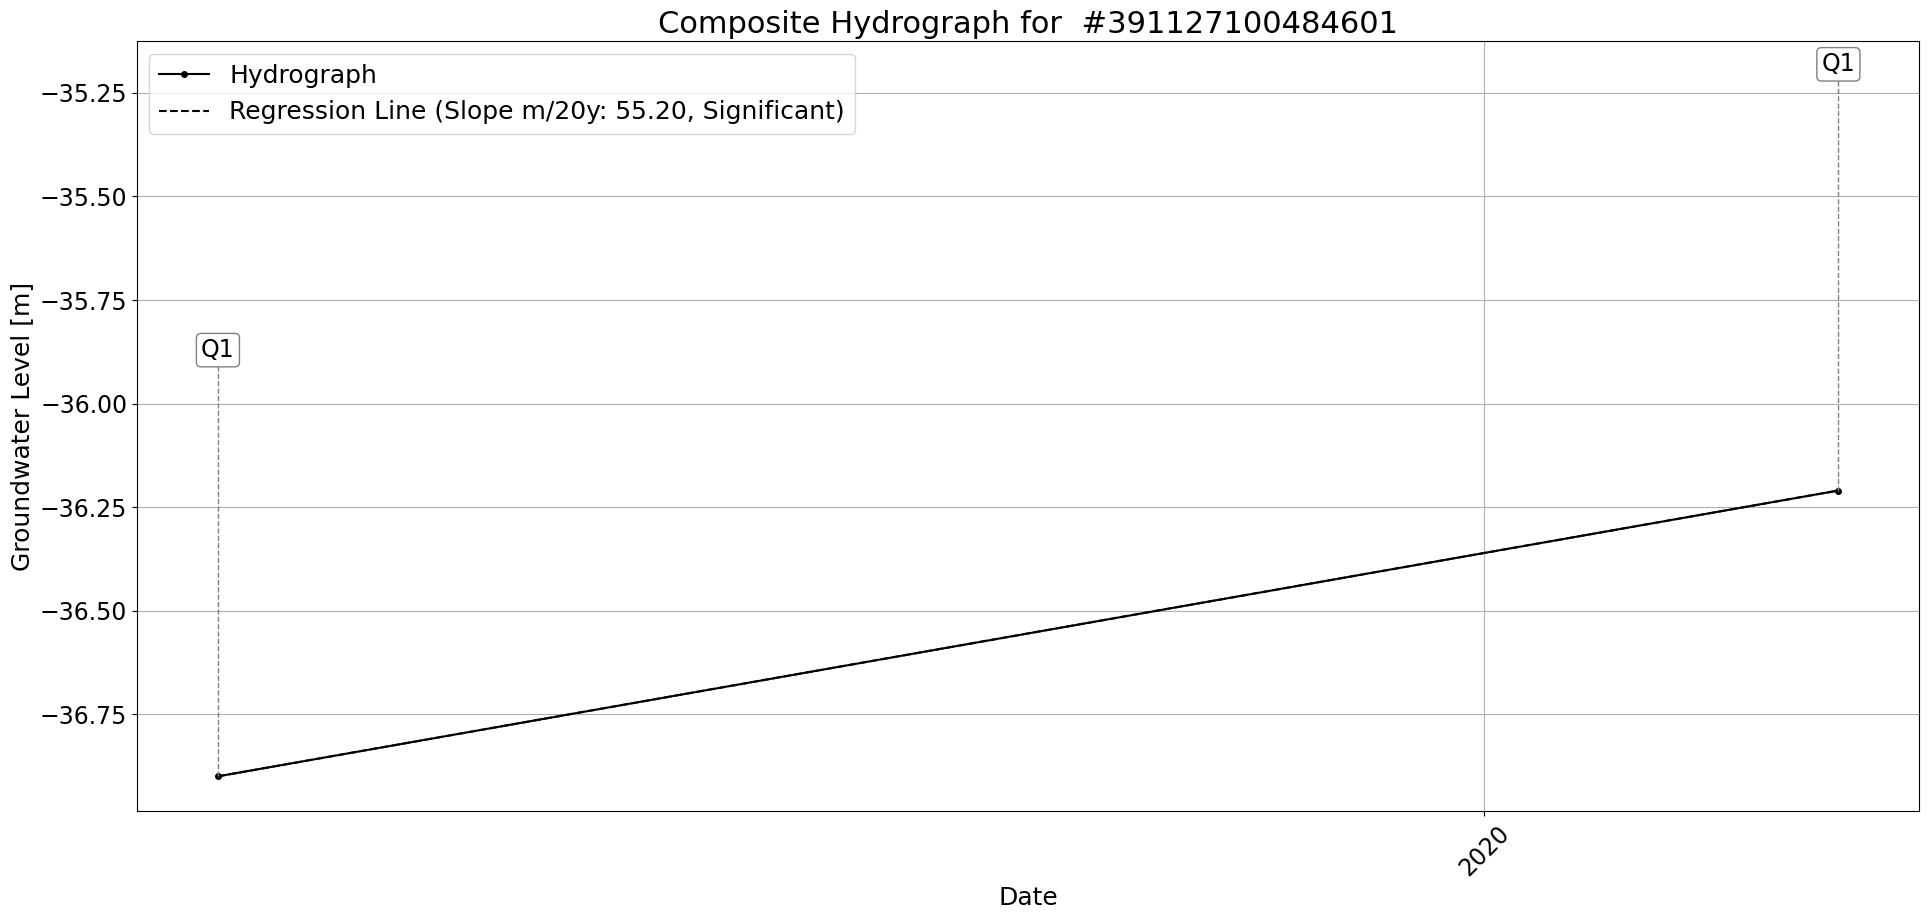 Composite Hydrograph for  #391127100484601
Hydrograph
Regression Line (Slope m/20y: 55.20, Significant)
Q1
Q1
−35.25
−35.50
−35.75
−36.00
−36.25
−36.50
−36.75
Groundwater Level [m]
2020
Date